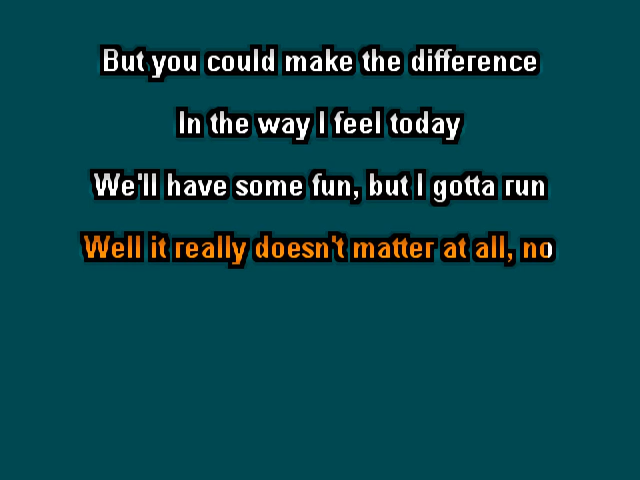 But you could make the difference
In the way I feel today
We'll have some fun, but I gotta run
Well it really doesn't matter at all, no